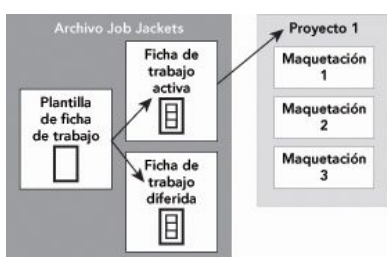 Archivo Job Jackets
Plantilla
de ficha
de trabajo
Ficha de
trabajo
activa
Ficha de
trabajo
diferida
Proyecto 1
Maquetación
1
Maquetación
2
Maquetación
3